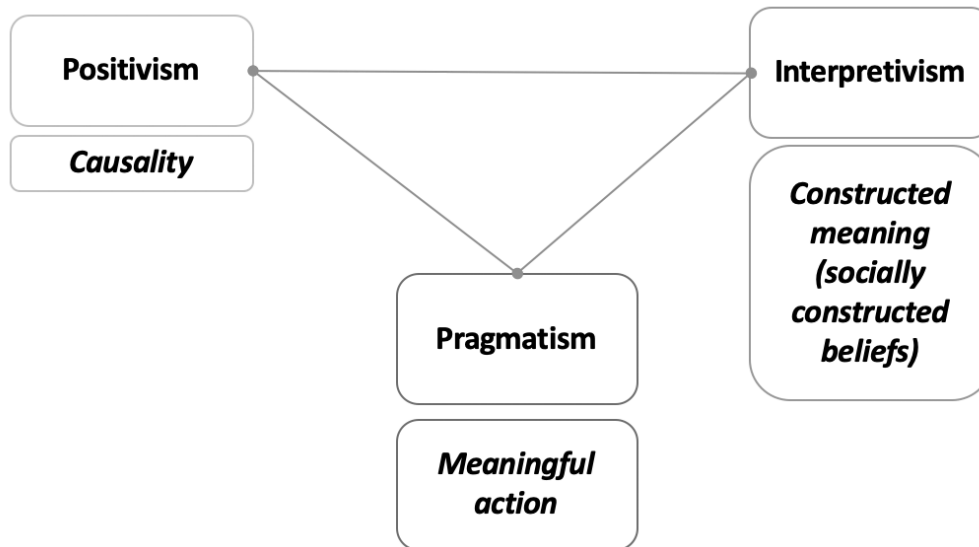 Positivism
Causality
Interpretivism
Constructed
meaning
(socially
constructed
beliefs)
Pragmatism
Meaningful
action